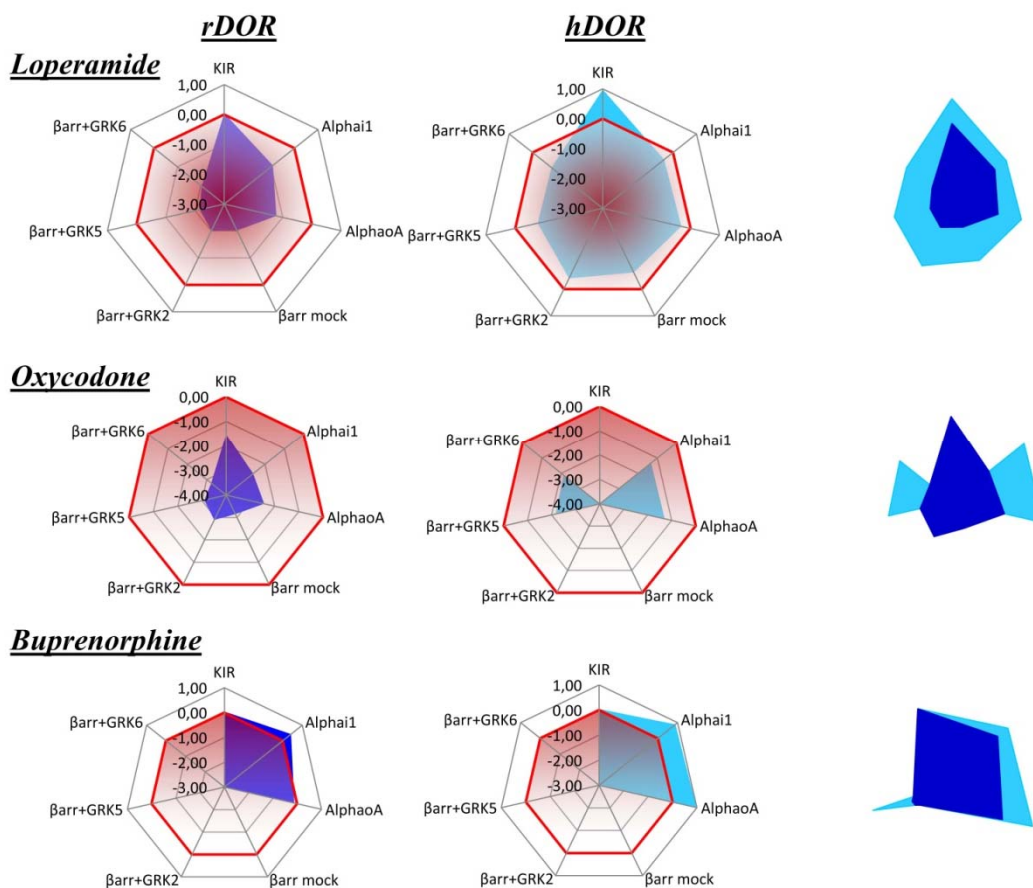 rDOR
hDOR
Loperamide
KIR
1,00
0,00
-1,00
-2,00
-3,00
Alphai1
AlphaoA
βarr mock
βarr+GRK2
βarr+GRK5
βarr+GRK6
KIR
1,00
0,00
-1,00
-2,00
-3,00
Alphai1
AlphaoA
βarr mock
βarr+GRK2
βarr+GRK5
βarr+GRK6
Oxycodone
KIR
0,00
-1,00
-2,00
-3,00
-4,00
Alphai1
AlphaoA
βarr mock
βarr+GRK2
βarr+GRK5
βarr+GRK6
KIR
0,00
-1,00
-2,00
-3,00
-4,00
Alphai1
AlphaoA
βarr mock
βarr+GRK2
βarr+GRK5
βarr+GRK6
Buprenorphine
KIR
1,00
0,00
-1,00
-2,00
-3,00
Alphai1
AlphaoA
βarr mock
βarr+GRK2
βarr+GRK5
βarr+GRK6
KIR
1,00
0,00
-1,00
-2,00
-3,00
Alphai1
AlphaoA
βarr mock
βarr+GRK2
βarr+GRK5
βarr+GRK6